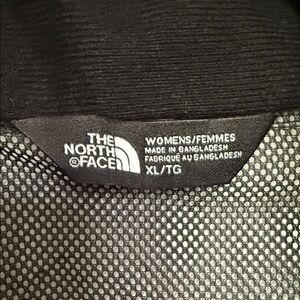 THE
NORTH
®FACE
WOMENS/FEMMES
MADE IN BANGLADESH
FABRIQUÉ AU BANGLADESH
XL/TG